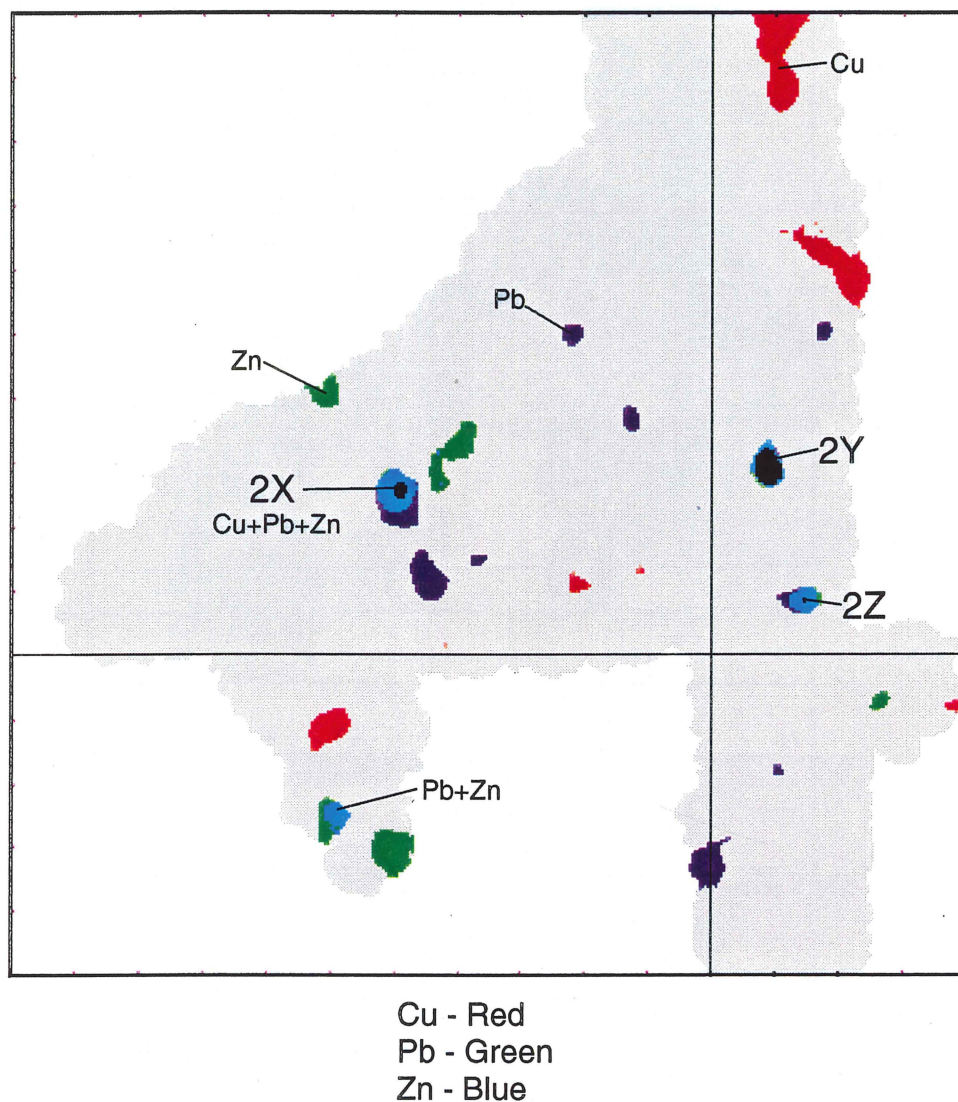 Cu
Pb
Zn
2Y
2X
Cu+Pb+Zn
2Z
Pb+Zn
Cu - Red
Pb - Green
Zn - Blue